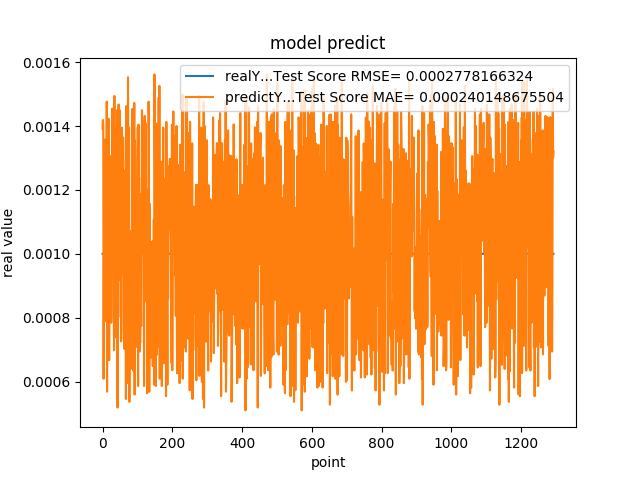 model predict
realY...Test Score RMSE= 0.0002778166324
predictY...Test Score MAE= 0.000240148675504
0.0016
0.0014
0.0012
0.0010
0.0008
0.0006
real value
0 200 400 600 800 1000 1200
point